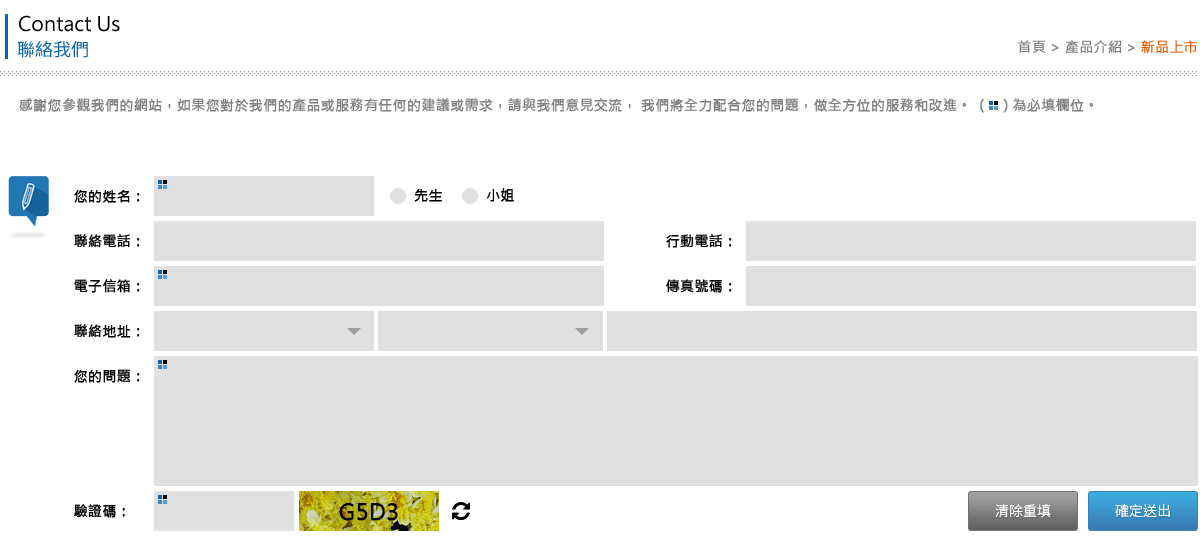 Contact Us
聯絡我們
首頁 > 產品介紹 > 新品上市
感謝您參觀我們的網站，如果您對於我們的產品或服務有任何的建議或需求，請與我們意見交流， 我們將全力配合您的問題，做全方位的服務和改進。 ( ) 為必填欄位。
您的姓名： 先生 小姐
聯絡電話： 行動電話：
電子信箱： 傳真號碼：
聯絡地址：
您的問題：
驗證碼： G5D3 清除重填 確定送出